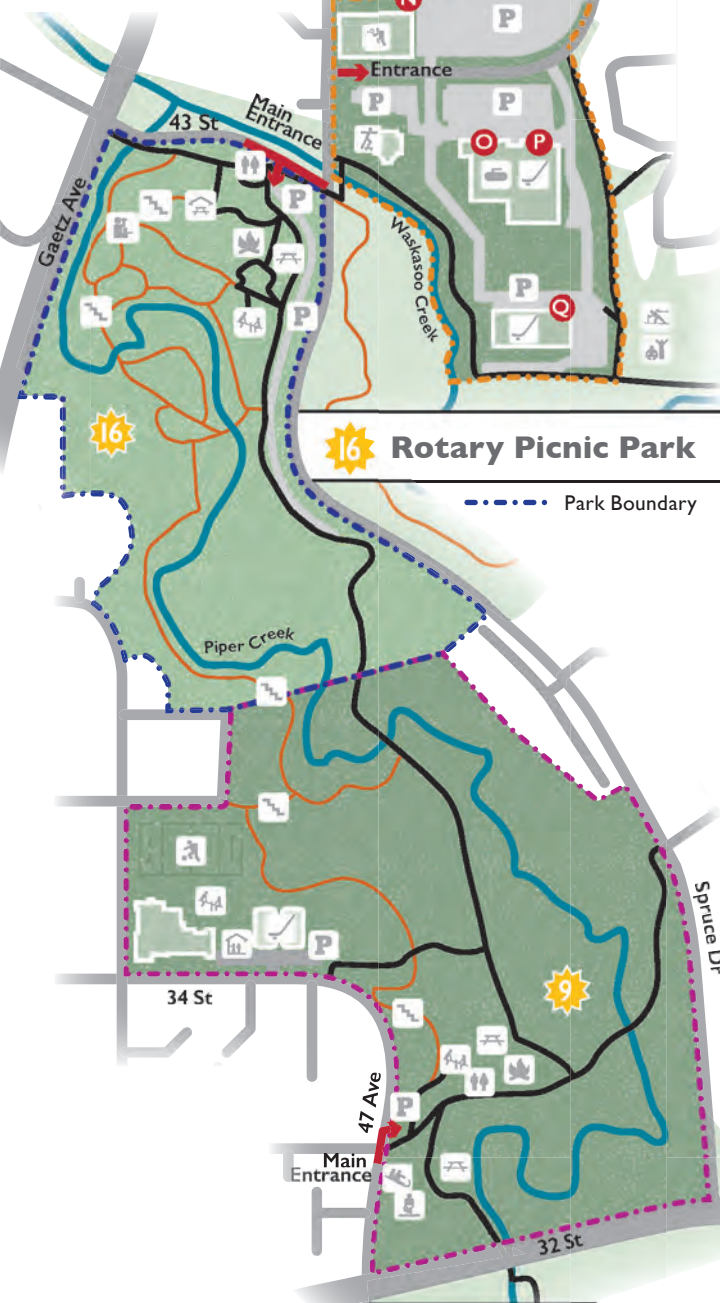 N
P
Entrance
P
P
Main
Entrance
43 St
O
P
P
Gaetz Ave
Waskasoo Creek
P
Q
P
16
16 Rotary Picnic Park
Park Boundary
Piper Creek
Spruce Dr
P
9
34 St
47 Ave
P
Main
Entrance
32 St